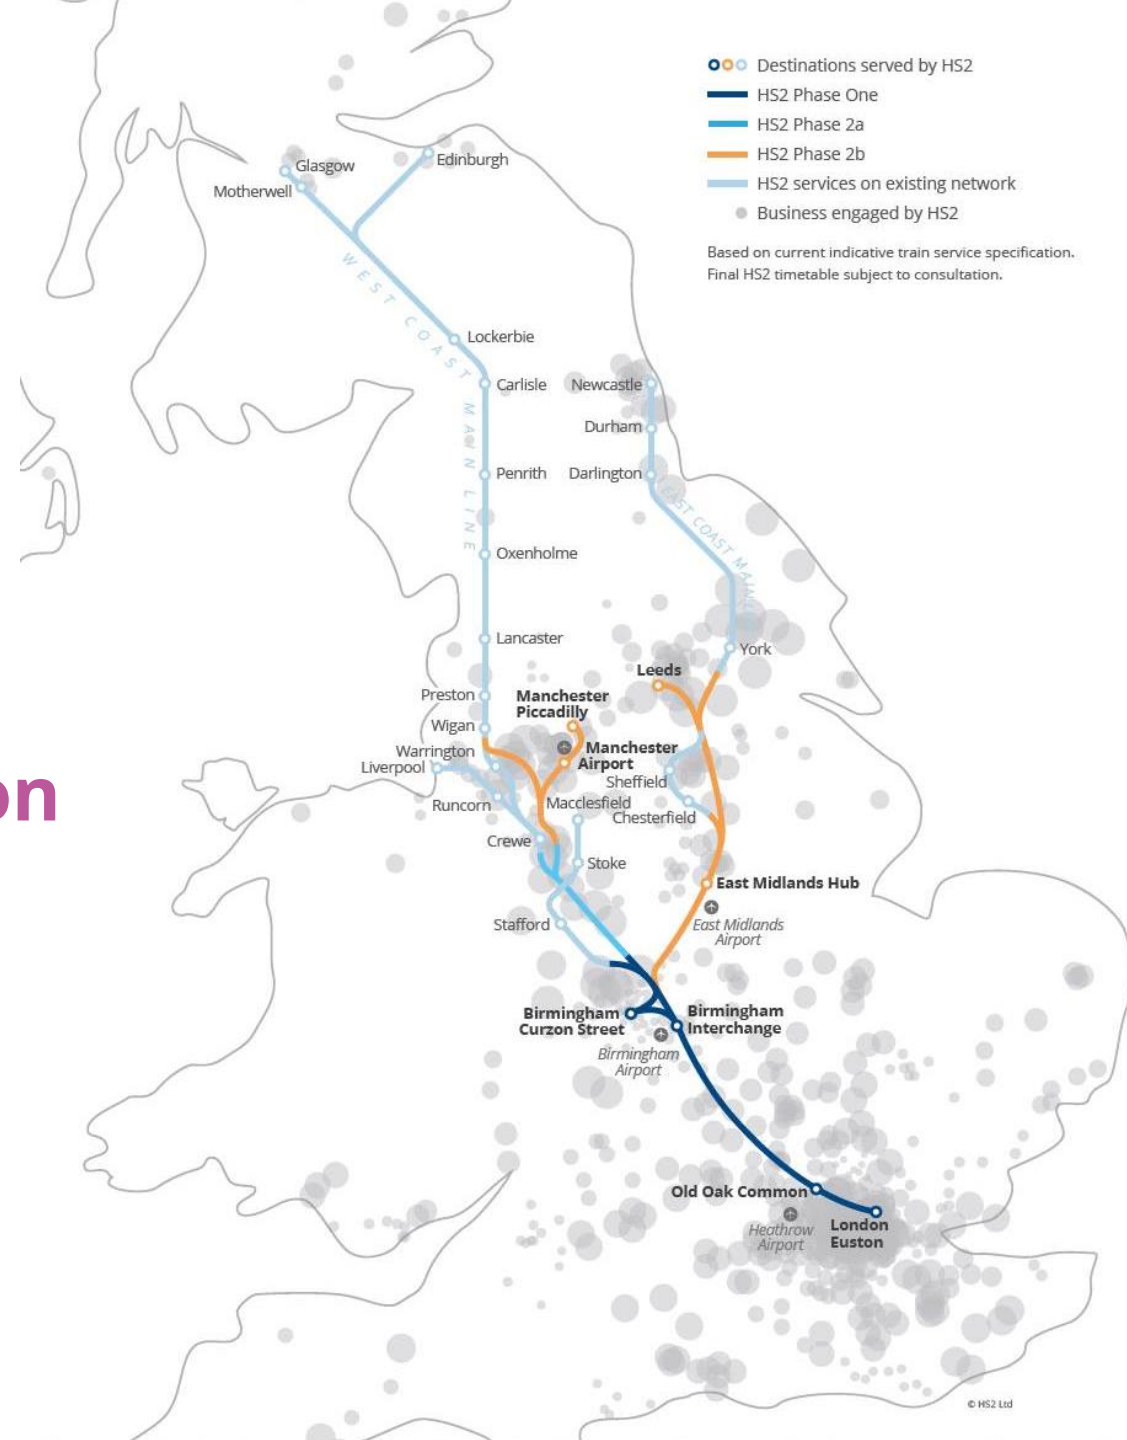 Destinations served by HS2
HS2 Phase One
HS2 Phase 2a
HS2 Phase 2b
HS2 services on existing network
Business engaged by HS2
Based on current indicative train service specification.
Final HS2 timetable subject to consultation.
Glasgow
Edinburgh
Motherwell
WEST COAST MAIN LINE
Lockerbie
Carlisle
Newcastle
Durham
Penrith
Darlington
EAST COAST MAIN
Oxenholme
Lancaster
York
Leeds
Preston
Manchester
Piccadilly
Wigan
Warrington
Manchester
Airport
Liverpool
Sheffield
on
Runcorn
Macclesfield
Chesterfield
Crewe
Stoke
East Midlands Hub
Stafford
East Midlands
Airport
Birmingham
Curzon Street
Birmingham
Interchange
Birmingham
Airport
Old Oak Common
Heathrow
Airport
London
Euston
© HS2 Ltd